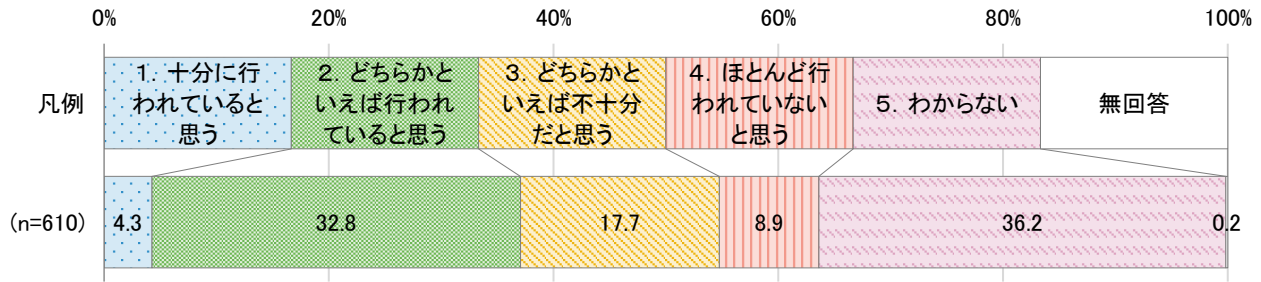 0% 20% 40% 60% 80% 100%
凡例
1．十分に行
われていると
思う
2．どちらかと
いえば行われ
ていると思う
3．どちらかと
いえば不十分
だと思う
4．ほとんど行
われていない
と思う
5．わからない
無回答
(n=610) 4.3 32.8 17.7 8.9 36.2 0.2